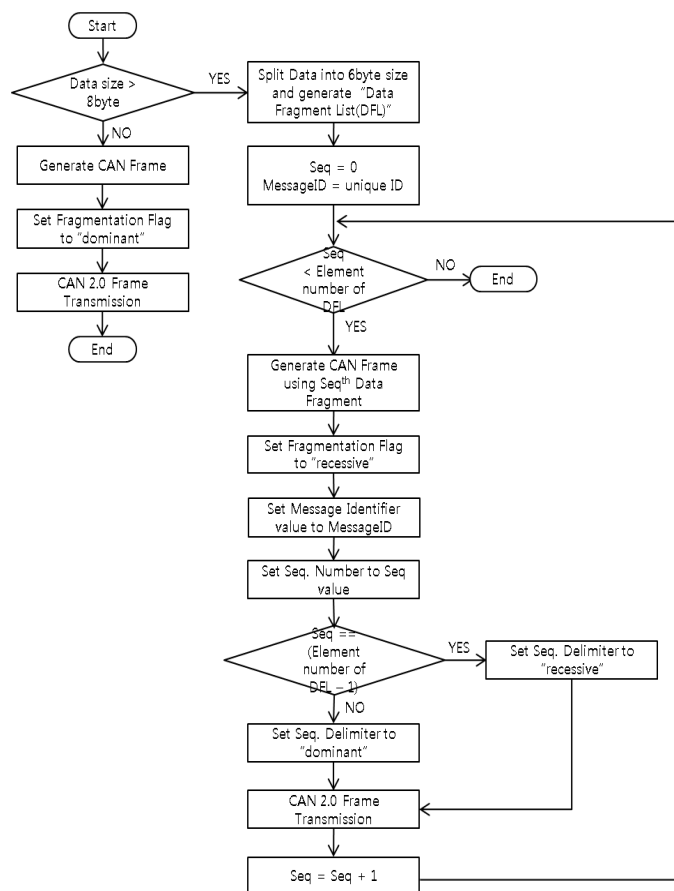 Start
Data size >
8byte
YES
NO
Generate CAN Frame
Set Fragmentation Flag
to "dominant"
CAN 2.0 Frame
Transmission
End
Split Data into 6byte size
and generate "Data
Fragment List(DFL)"
Seq = 0
MessageID = unique ID
Seq
< Element
number of
DFL
NO
End
YES
Generate CAN Frame
using Seqth Data
Fragment
Set Fragmentation Flag
to "recessive"
Set Message Identifier
value to MessageID
Set Seq. Number to Seq
value
Seq ==
(Element
number of
DFL – 1)
YES
Set Seq. Delimiter to
"recessive"
NO
Set Seq. Delimiter to
"dominant"
CAN 2.0 Frame
Transmission
Seq = Seq + 1